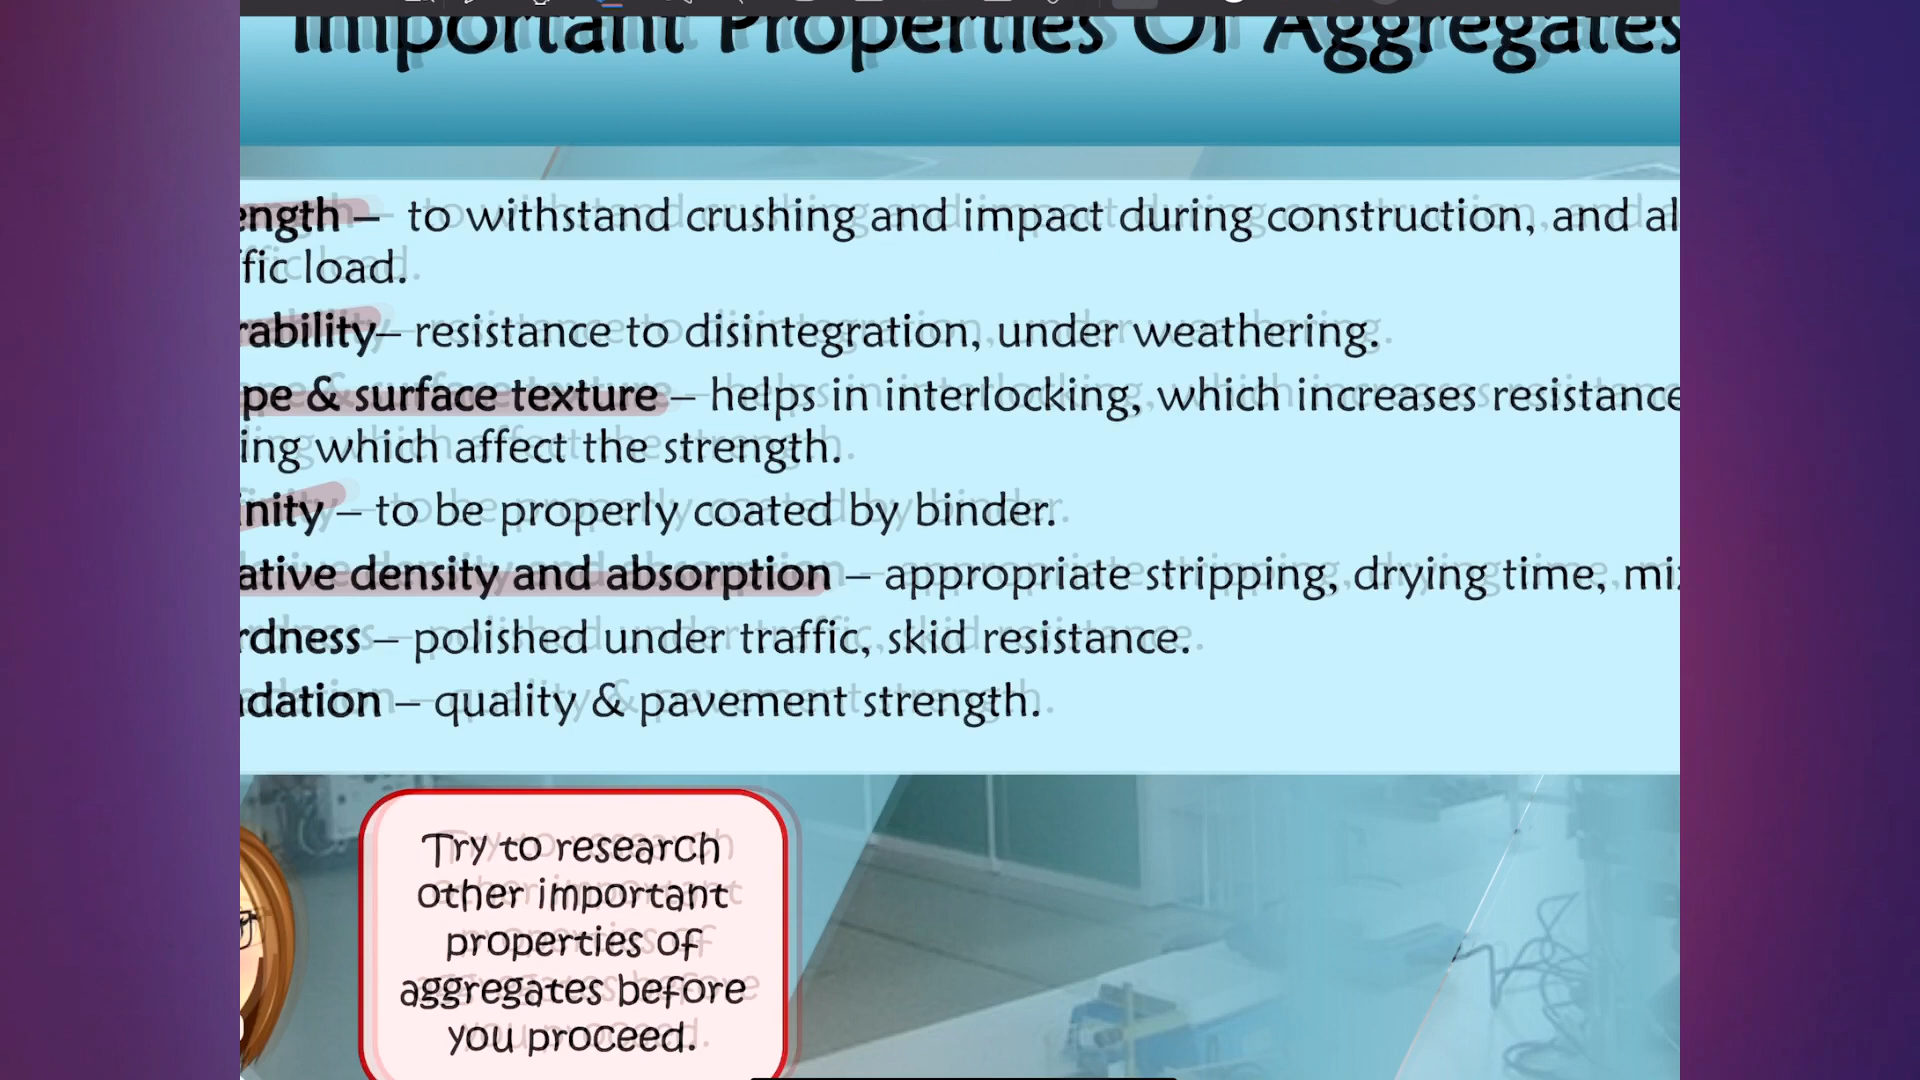 Important Properties Of Aggregates
ength – to withstand crushing and impact during construction, and al
ffic load.
rability– resistance to disintegration, under weathering.
pe & surface texture – helps in interlocking, which increases resistance
ing which affect the strength.
inity – to be properly coated by binder.
ative density and absorption – appropriate stripping, drying time, mi
rdness – polished under traffic, skid resistance.
dation – quality & pavement strength.
Try to research
other important
properties of
aggregates before
you proceed.